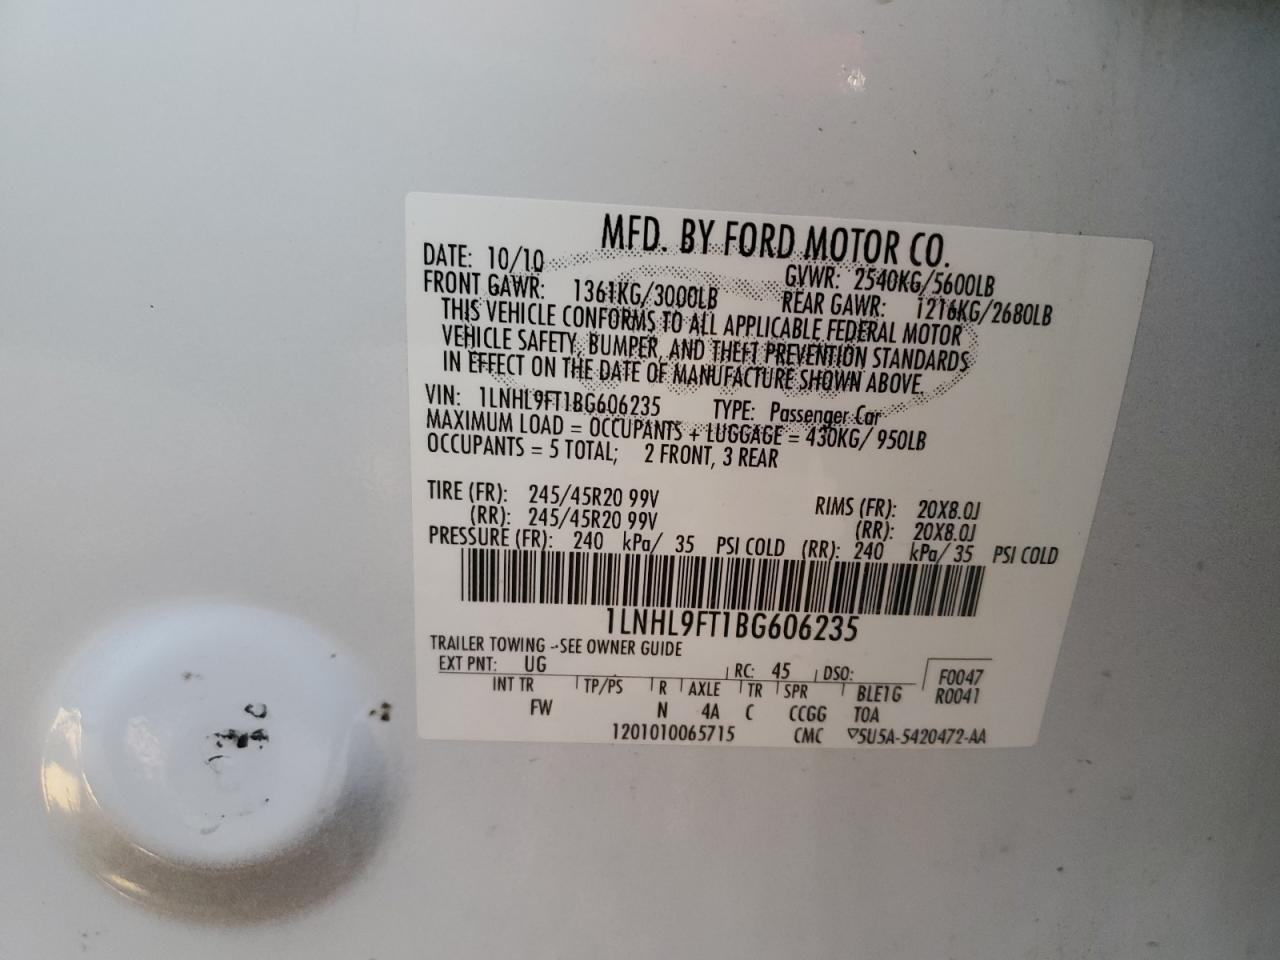 MFD. BY FORD MOTOR CO.
DATE: 10/10 GVWR: 2540KG/5600LB
FRONT GAWR: 1361KG/3000LB REAR GAWR: 1216KG/2680LB
THIS VEHICLE CONFORMS TO ALL APPLICABLE FEDERAL MOTOR
VEHICLE SAFETY, BUMPER, AND THEFT PREVENTION STANDARDS
IN EFFECT ON THE DATE OF MANUFACTURE SHOWN ABOVE.
VIN: 1LNHL9FT1BG606235 TYPE: Passenger Car
MAXIMUM LOAD = OCCUPANTS + LUGGAGE = 430KG/ 950LB
OCCUPANTS = 5 TOTAL; 2 FRONT, 3 REAR
TIRE (FR): 245/45R20 99V RIMS (FR): 20X8.0J
(RR): 245/45R20 99V (RR): 20X8.0J
PRESSURE (FR): 240 kPa/ 35 PSI COLD (RR): 240 kPa/ 35 PSI COLD
1LNHL9FT1BG606235
TRAILER TOWING --SEE OWNER GUIDE
EXT PNT: UG RC: 45 DSO: F0047
INT TR TP/PS R AXLE TR SPR BLE1G R0041
FW N 4A C CCGG TOA
1201010065715 CMC ▽5U5A-5420472-AA